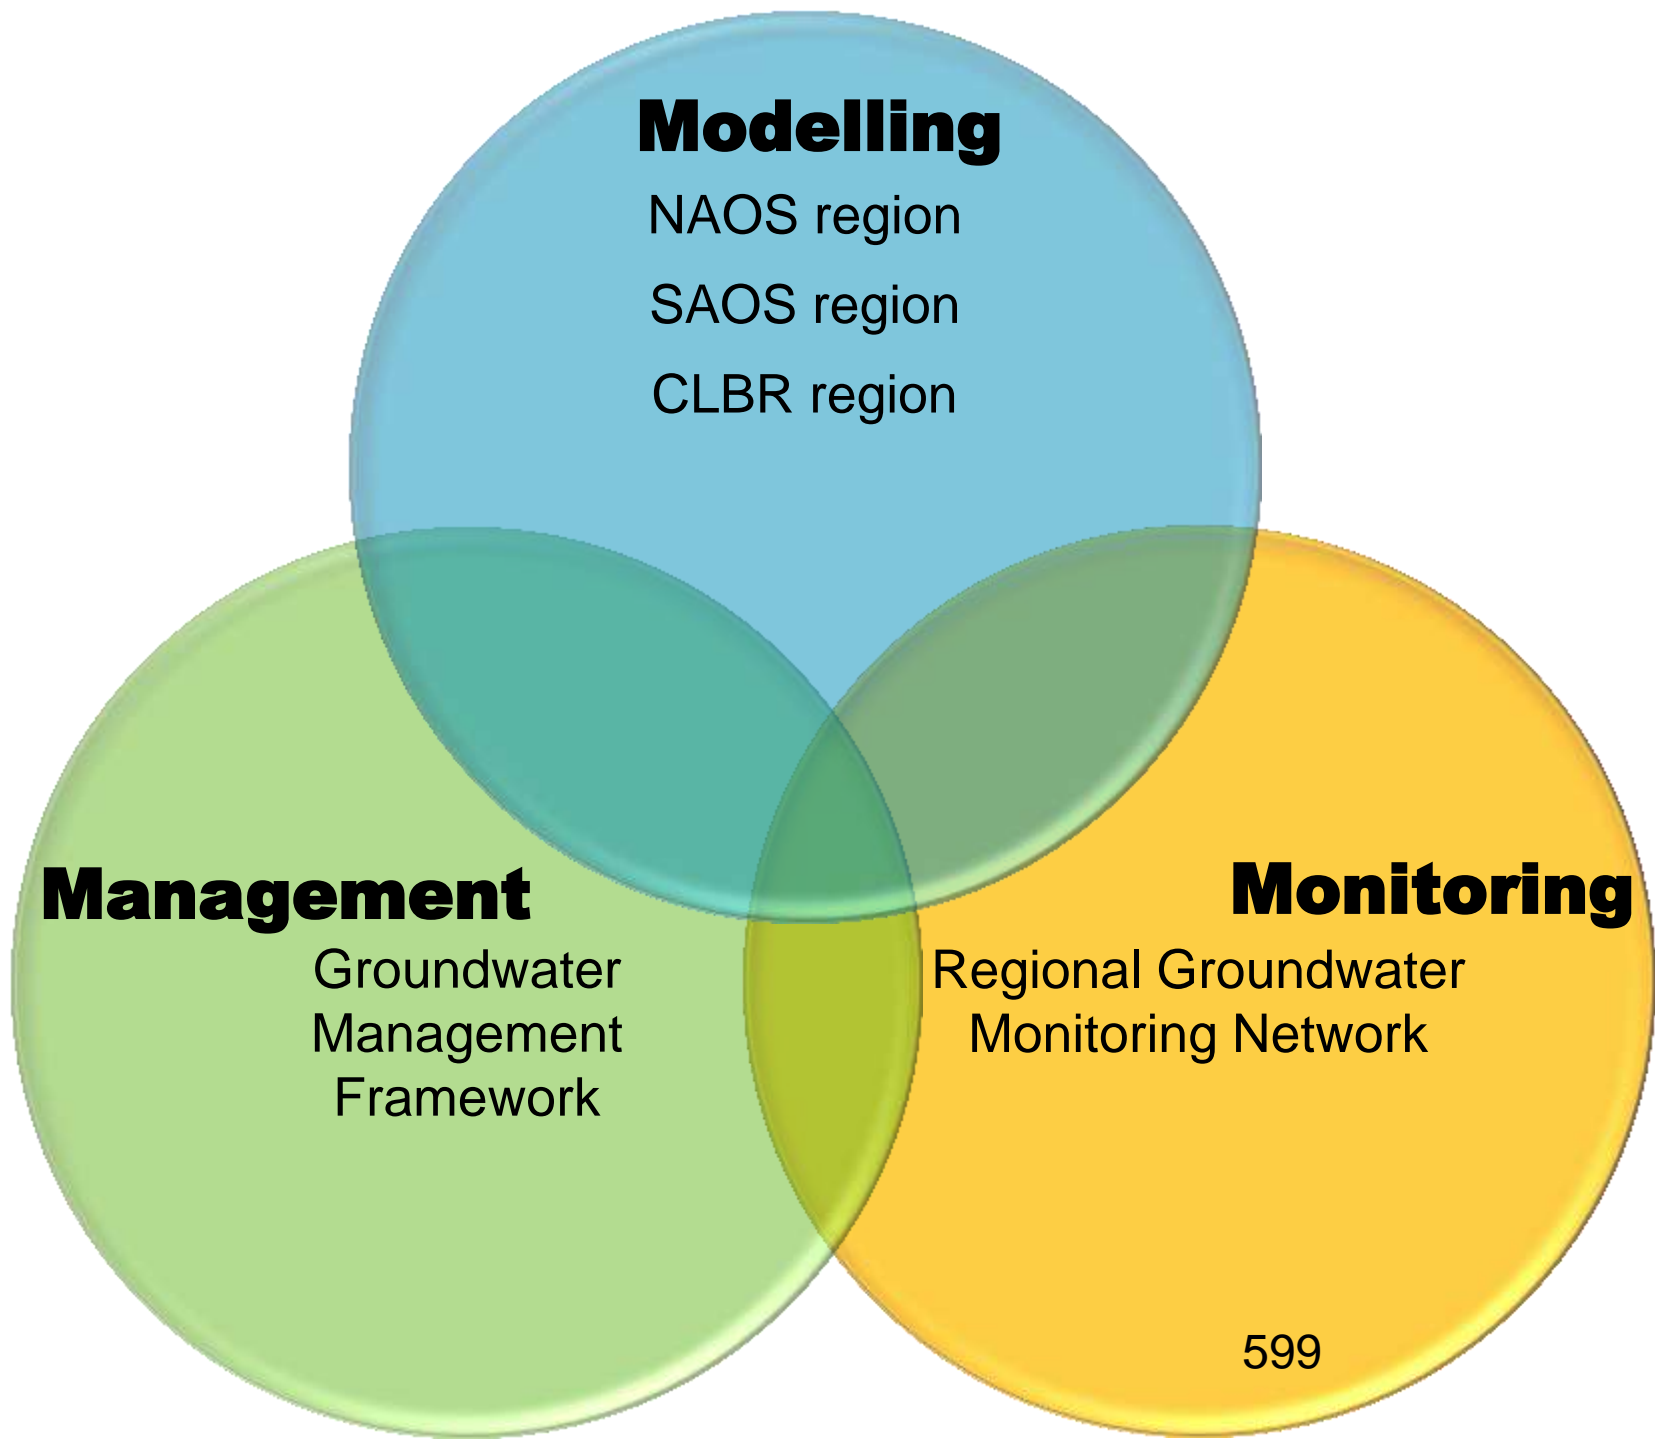 Modelling
NAOS region
SAOS region
CLBR region
Management
Groundwater
Management
Framework
Monitoring
Regional Groundwater
Monitoring Network
599